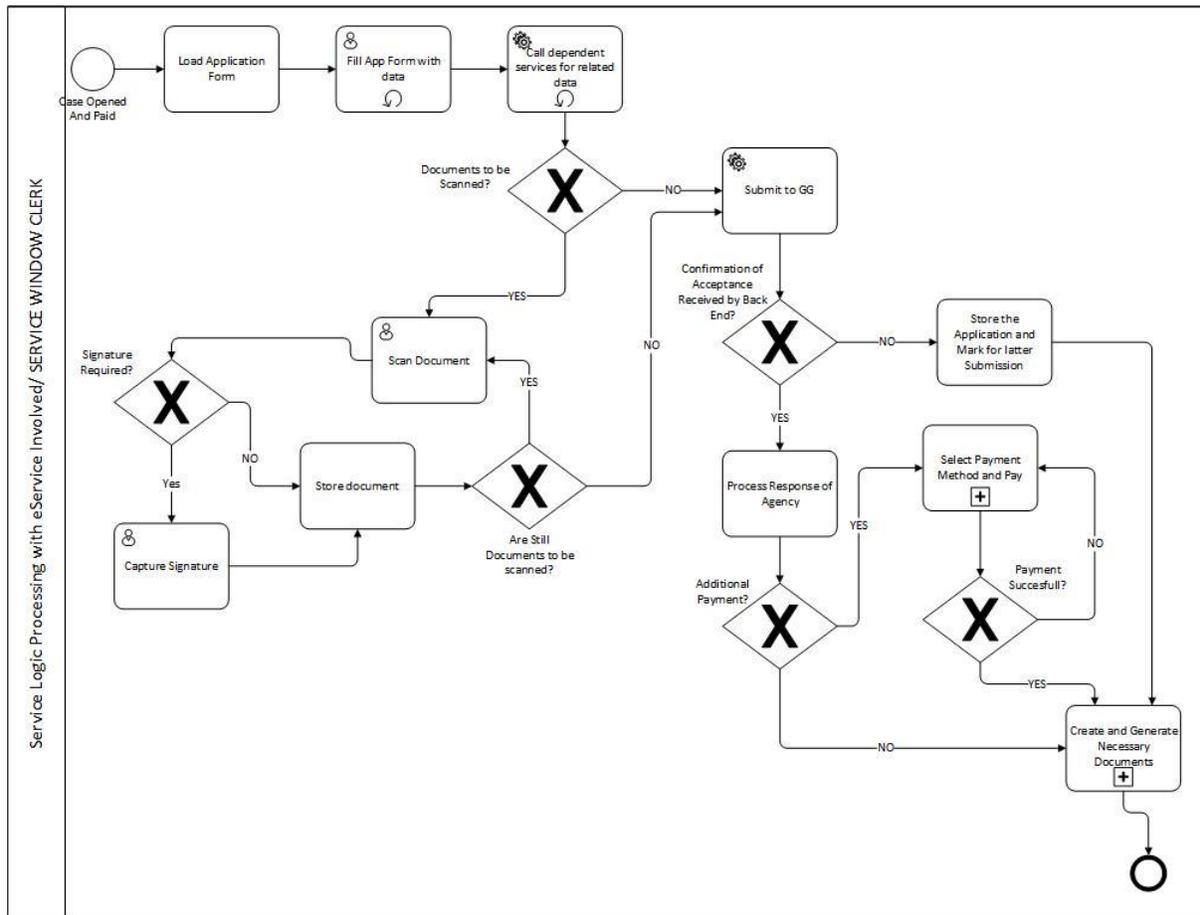 Service Logic Processing with eService Involved/ SERVICE WINDOW CLERK
Case Opened
And Paid
Load Application
Form
Fill App Form with
data
Call dependent
services for related
data
Documents to be
Scanned?
NO
Submit to GG
YES
Confirmation of
Acceptance
Received by Back
End?
NO
Store the
Application and
Mark for latter
Submission
Scan Document
Signature
Required?
YES
NO
NO
Yes
Store document
Are Still
Documents to be
scanned?
Capture Signature
YES
Process Response of
Agency
Select Payment
Method and Pay
YES
NO
Additional
Payment?
Payment
Succesfull?
YES
NO
Create and Generate
Necessary
Documents